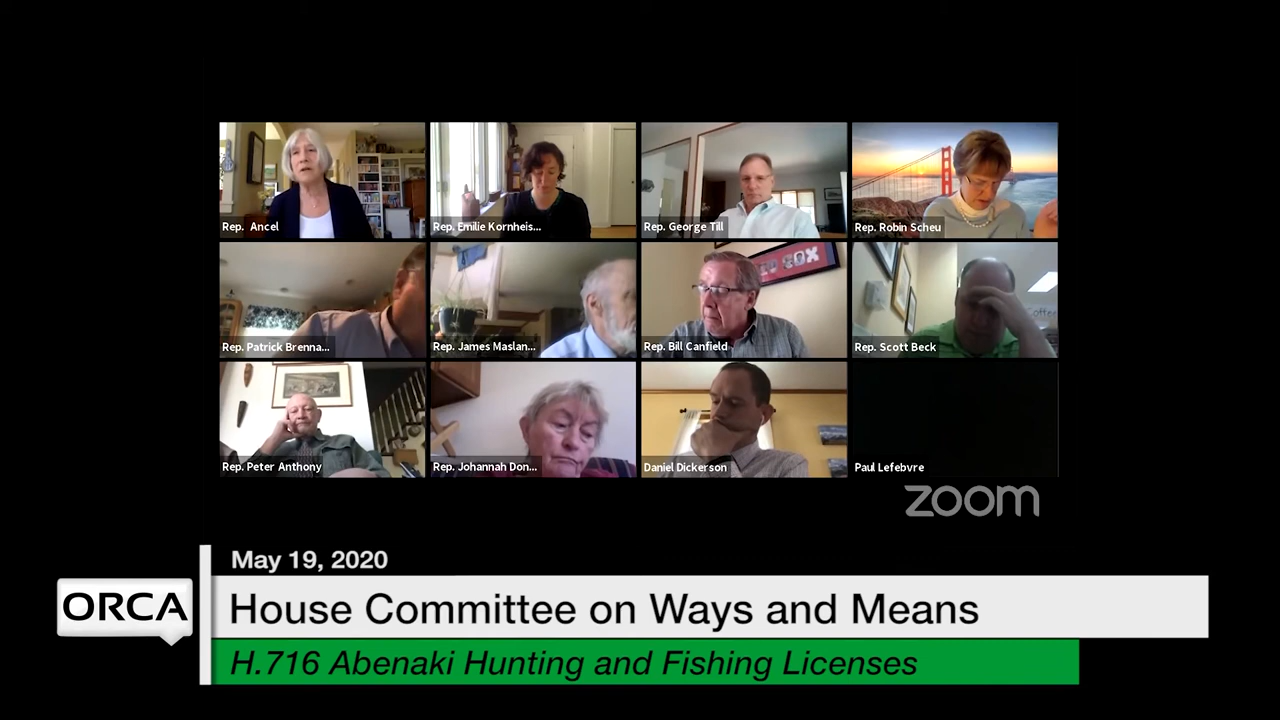 Rep.  Ancel
Rep. Emilie Kornheis...
Rep. George Till
Rep. Robin Scheu
SOX
Rep. Patrick Brenna...
Rep. James Maslan...
Rep. Bill Canfield
Rep. Scott Beck
Coffee
Rep. Peter Anthony
Rep. Johannah Don...
Daniel Dickerson
Paul Lefebvre
zoom
May 19, 2020
ORCA
House Committee on Ways and Means
H.716 Abenaki Hunting and Fishing Licenses